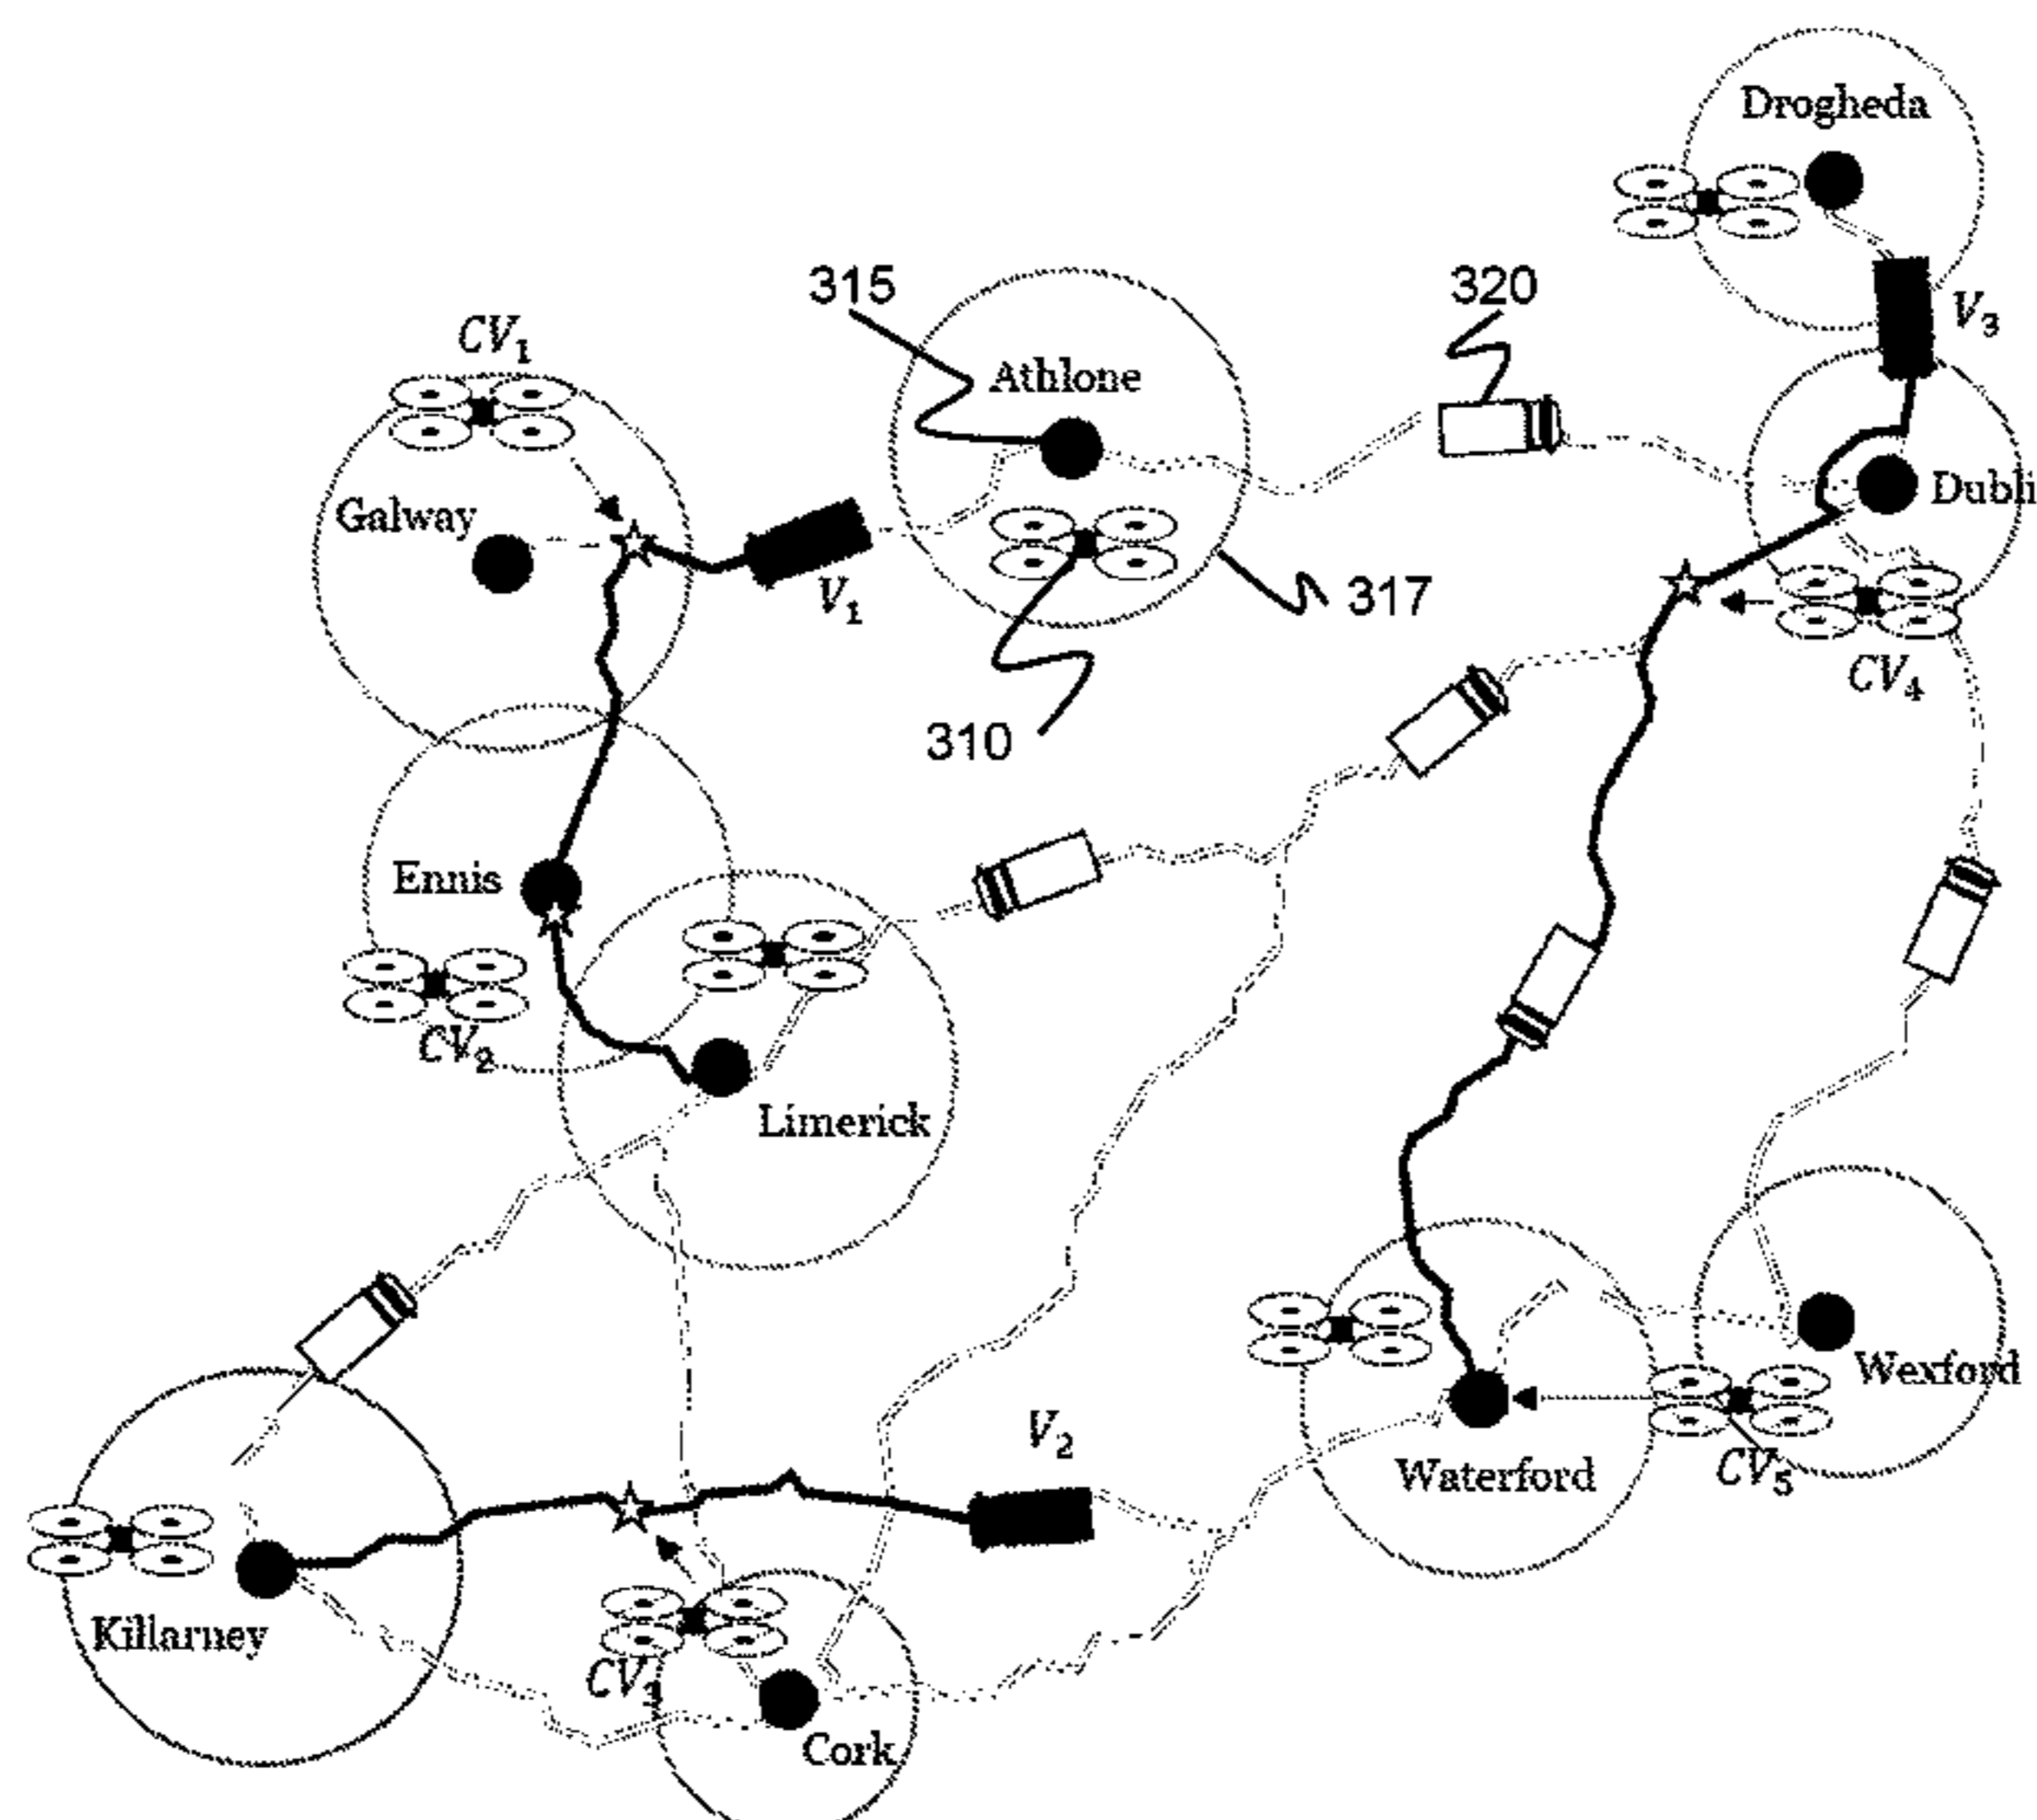 Drogheda
315
320
V3
CV1
Athlone
Galway
Dubli
V1
317
CV4
310
Ennis
CV2
Limerick
V2
Wexford
Waterford
CV5
Killarney
CV3
Cork